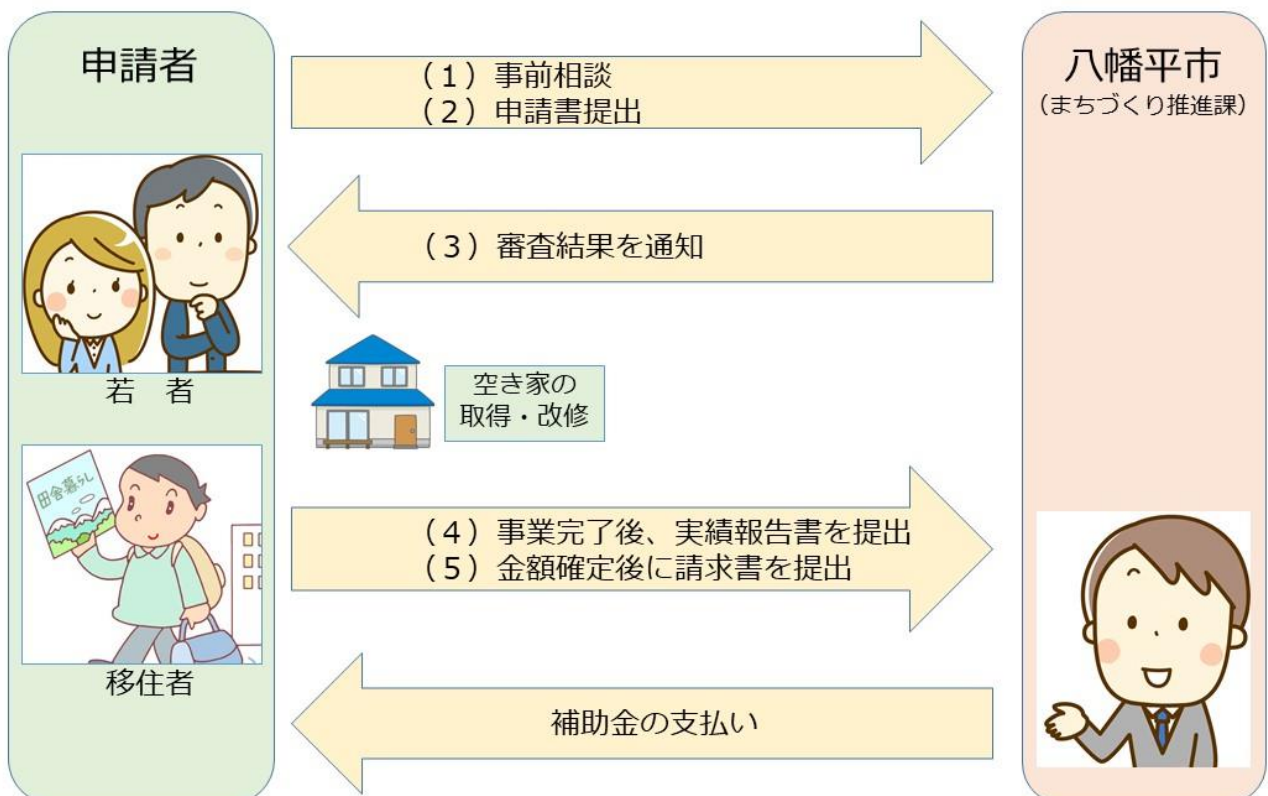 申請者
八幡平市
（まちづくり推進課）
（１）事前相談
（２）申請書提出
（３）審査結果を通知
若　者
空き家の
取得・改修
田舎暮らし
（４）事業完了後、実績報告書を提出
（５）金額確定後に請求書を提出
移住者
補助金の支払い